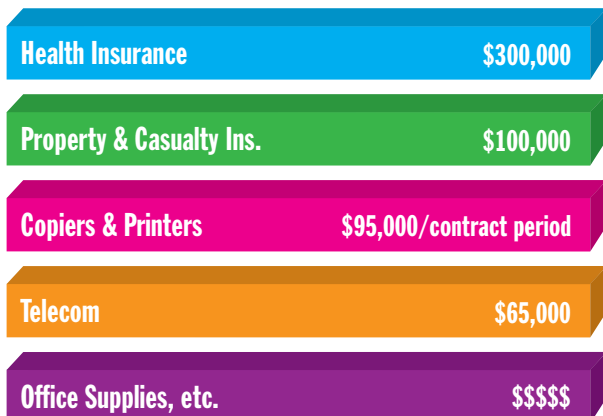 Health Insurance $300,000
Property & Casualty Ins. $100,000
Copiers & Printers $95,000/contract period
Telecom $65,000
Office Supplies, etc. $$$$$